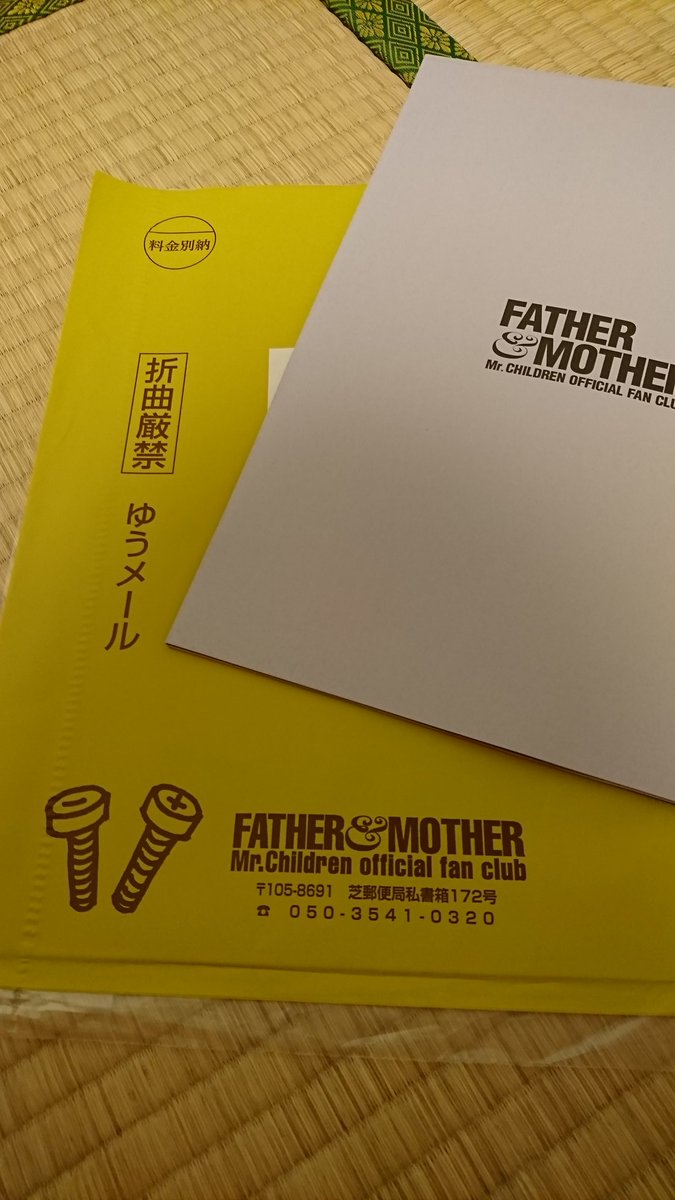 料金別納
折曲厳禁
ゆうメール
FATHER
&MOTHER
Mr. CHILDREN OFFICIAL FAN CLU
FATHER&MOTHER
Mr.Children official fan club
〒105-8691 芝郵便局私書箱172号
☎ 050-3541-0320